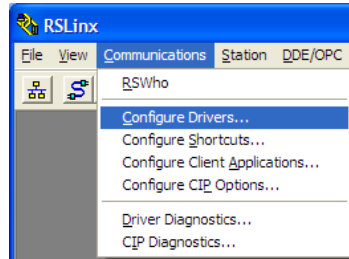 RSLinx
File View Communications Station DDE/OPC
RSWho
Configure Drivers...
Configure Shortcuts...
Configure Client Applications...
Configure CIP Options...
Driver Diagnostics...
CIP Diagnostics...